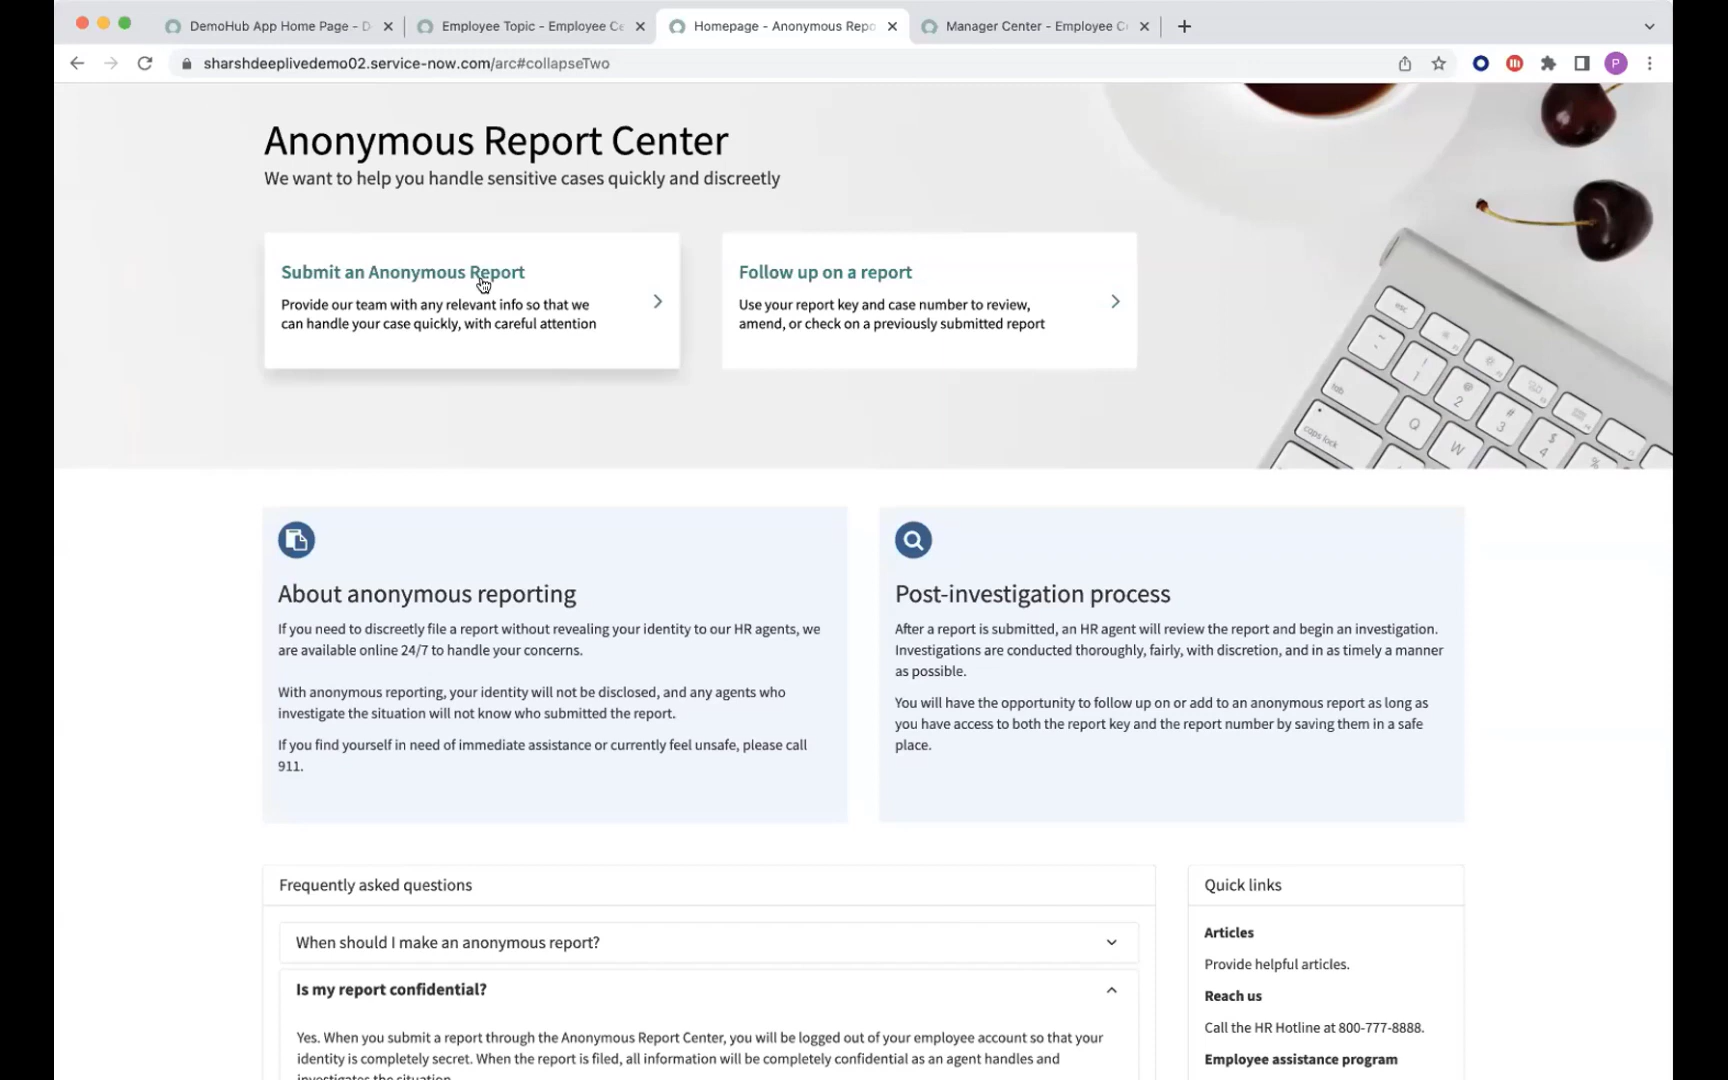 DemoHub App Home Page - D
Employee Topic - Employee Ce
Homepage - Anonymous Repo
Manager Center - Employee C
sharshdeeplivedemo02.service-now.com/arc#collapseTwo
P
Anonymous Report Center
We want to help you handle sensitive cases quickly and discreetly
Submit an Anonymous Report
Provide our team with any relevant info so that we
can handle your case quickly, with careful attention
Follow up on a report
Use your report key and case number to review,
amend, or check on a previously submitted report
esc
tab
caps lock
Q
W
1
@
2
#
3
$
4
%
About anonymous reporting
If you need to discreetly file a report without revealing your identity to our HR agents, we
are available online 24/7 to handle your concerns.
With anonymous reporting, your identity will not be disclosed, and any agents who
investigate the situation will not know who submitted the report.
If you find yourself in need of immediate assistance or currently feel unsafe, please call
911.
Post-investigation process
After a report is submitted, an HR agent will review the report and begin an investigation.
Investigations are conducted thoroughly, fairly, with discretion, and in as timely a manner
as possible.
You will have the opportunity to follow up on or add to an anonymous report as long as
you have access to both the report key and the report number by saving them in a safe
place.
Frequently asked questions
When should I make an anonymous report?
Is my report confidential?
Yes. When you submit a report through the Anonymous Report Center, you will be logged out of your employee account so that your
identity is completely secret. When the report is filed, all information will be completely confidential as an agent handles and
investigates the situation.
Quick links
Articles
Provide helpful articles.
Reach us
Call the HR Hotline at 800-777-8888.
Employee assistance program